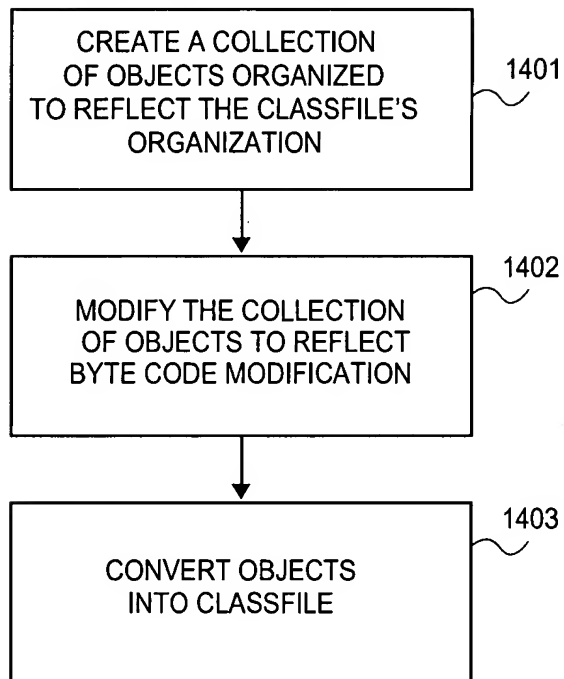 CREATE A COLLECTION
OF OBJECTS ORGANIZED
TO REFLECT THE CLASSFILE'S
ORGANIZATION
1401
MODIFY THE COLLECTION
OF OBJECTS TO REFLECT
BYTE CODE MODIFICATION
1402
CONVERT OBJECTS
INTO CLASSFILE
1403